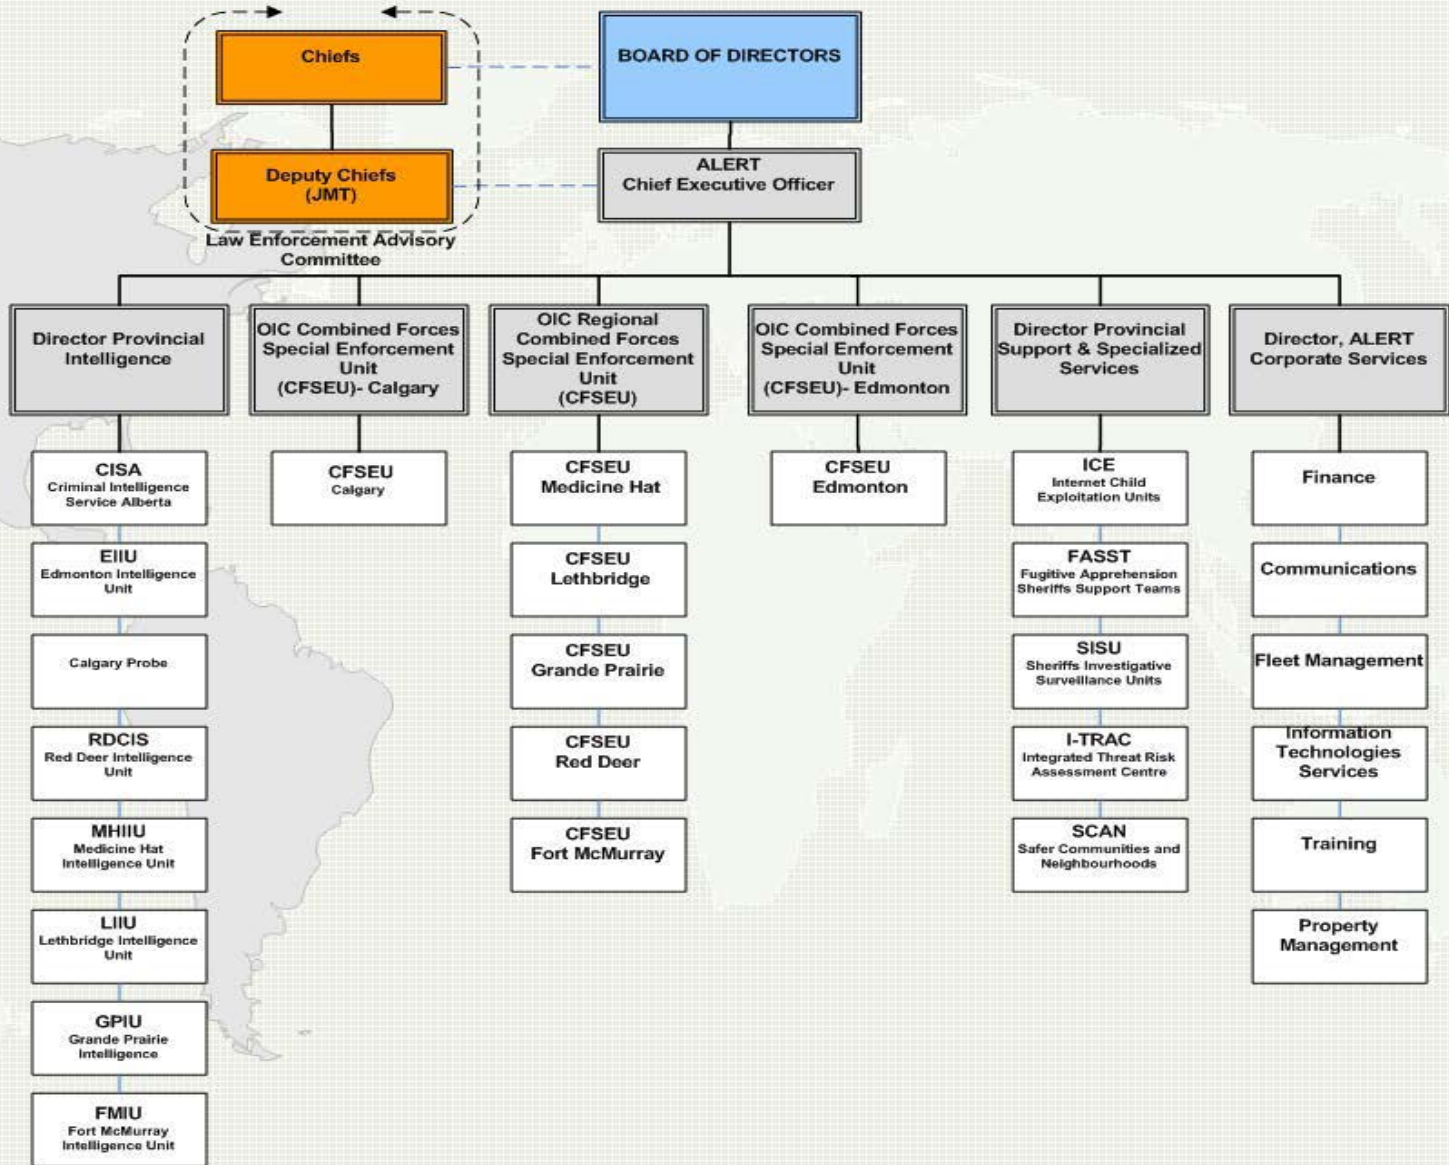 Chiefs
BOARD OF DIRECTORS
Deputy Chiefs
(JMT)
ALERT
Chief Executive Officer
Law Enforcement Advisory
Committee
Director Provincial
Intelligence
OIC Combined Forces
Special Enforcement
Unit
(CFSEU)- Calgary
OIC Regional
Combined Forces
Special Enforcement
Unit
(CFSEU)
OIC Combined Forces
Special Enforcement
Unit
(CFSEU)- Edmonton
Director Provincial
Support & Specialized
Services
Director, ALERT
Corporate Services
CISA
Criminal Intelligence
Service Alberta
EIIU
Edmonton Intelligence
Unit
Calgary Probe
RDCIS
Red Deer Intelligence
Unit
MHIIU
Medicine Hat
Intelligence Unit
LIIU
Lethbridge Intelligence
Unit
GPIU
Grande Prairie
Intelligence
FMIU
Fort McMurray
Intelligence Unit
CFSEU
Calgary
CFSEU
Medicine Hat
CFSEU
Lethbridge
CFSEU
Grande Prairie
CFSEU
Red Deer
CFSEU
Fort McMurray
CFSEU
Edmonton
ICE
Internet Child
Exploitation Units
FASST
Fugitive Apprehension
Sheriffs Support Teams
SISU
Sheriffs Investigative
Surveillance Units
I-TRAC
Integrated Threat Risk
Assessment Centre
SCAN
Safer Communities and
Neighbourhoods
Finance
Communications
Fleet Management
Information
Technologies
Services
Training
Property
Management